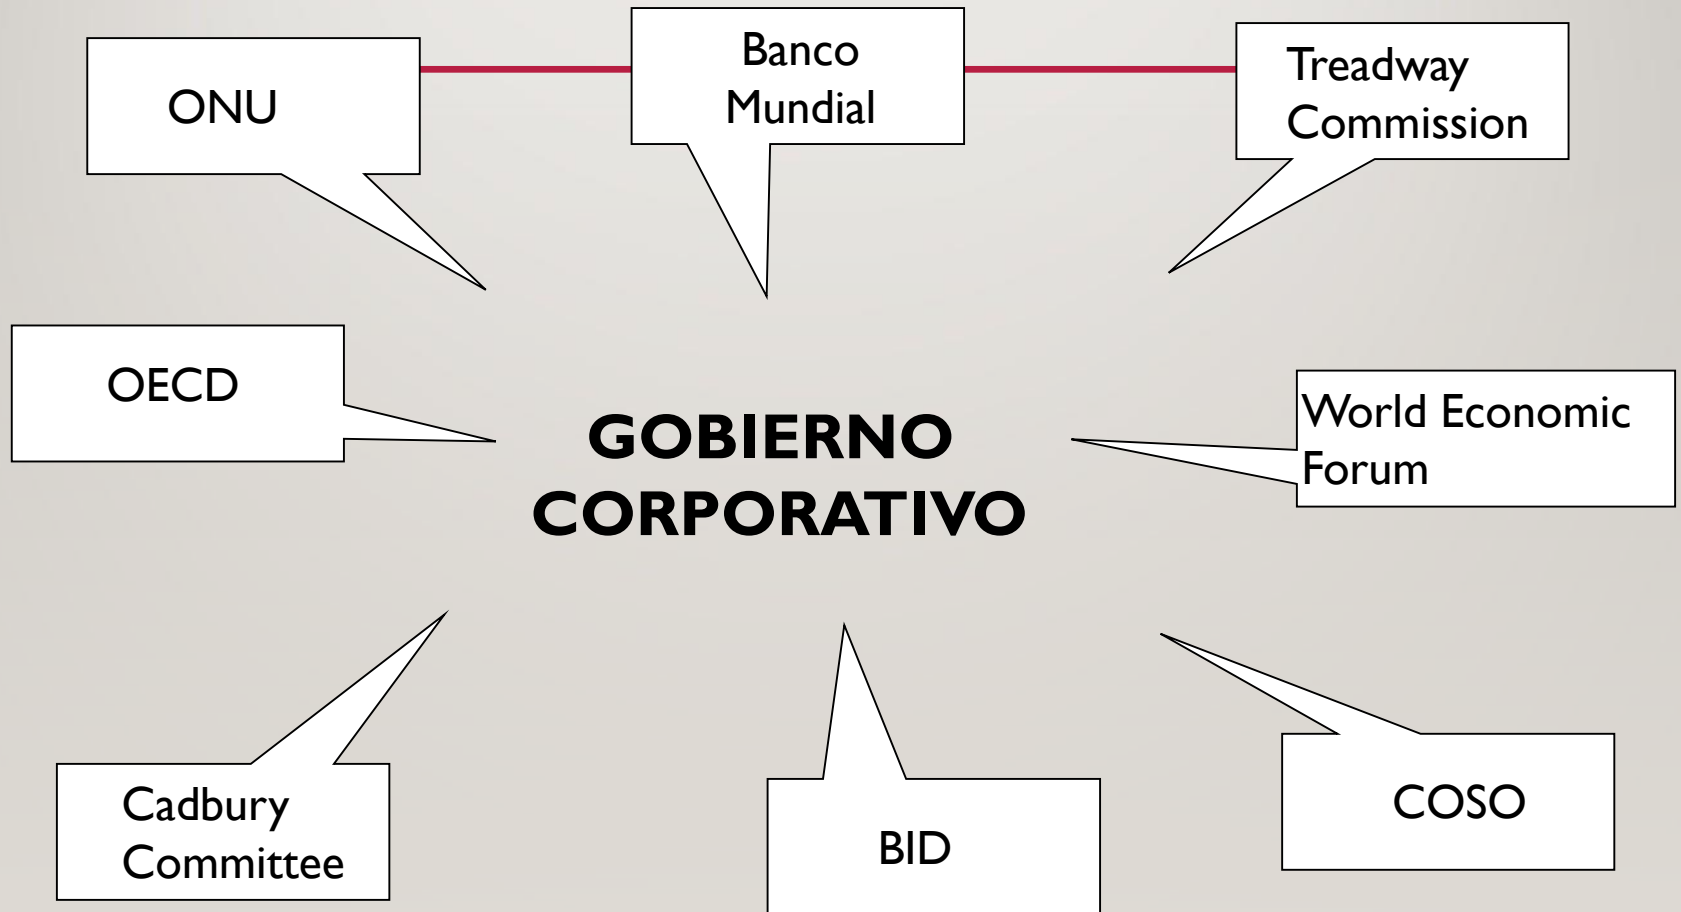 ONU
Banco
Mundial
Treadway
Commission
OECD
GOBIERNO
CORPORATIVO
World Economic
Forum
Cadbury
Committee
BID
COSO